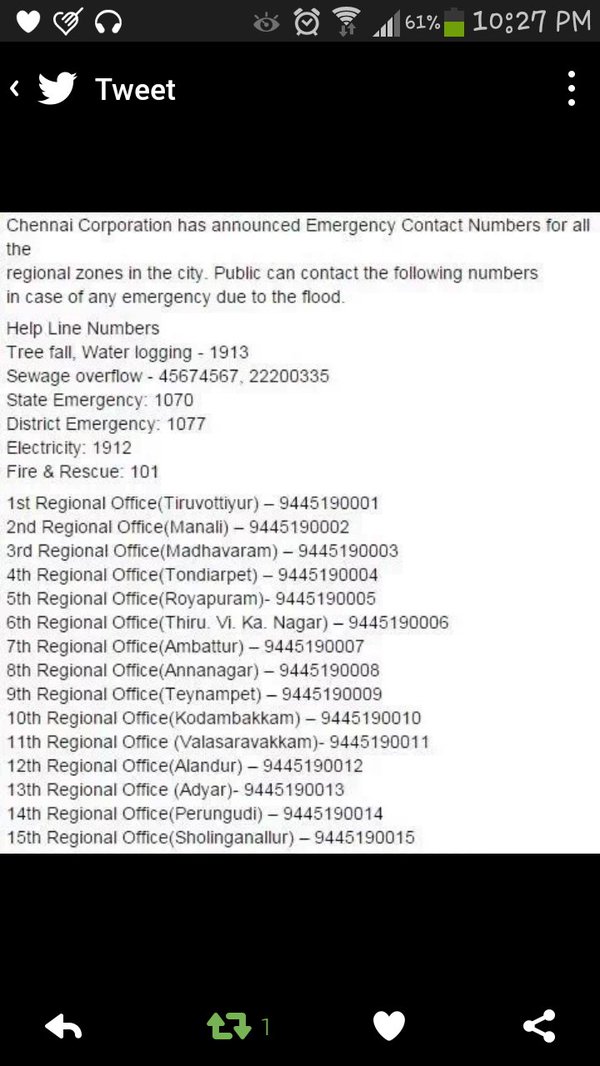 61% 10:27 PM
Tweet
Chennai Corporation has announced Emergency Contact Numbers for all
the
regional zones in the city. Public can contact the following numbers
in case of any emergency due to the flood.
Help Line Numbers
Tree fall, Water logging - 1913
Sewage overflow - 45674567, 22200335
State Emergency: 1070
District Emergency: 1077
Electricity: 1912
Fire & Rescue: 101
1st Regional Office(Tiruvottiyur) – 9445190001
2nd Regional Office(Manali) – 9445190002
3rd Regional Office(Madhavaram) – 9445190003
4th Regional Office(Tondiarpet) – 9445190004
5th Regional Office(Royapuram)- 9445190005
6th Regional Office(Thiru. Vi. Ka. Nagar) – 9445190006
7th Regional Office(Ambattur) – 9445190007
8th Regional Office(Annanagar) – 9445190008
9th Regional Office(Teynampet) – 9445190009
10th Regional Office(Kodambakkam) – 9445190010
11th Regional Office (Valasaravakkam)- 9445190011
12th Regional Office(Alandur) – 9445190012
13th Regional Office (Adyar)- 9445190013
14th Regional Office(Perungudi) – 9445190014
15th Regional Office(Sholinganallur) – 9445190015
1